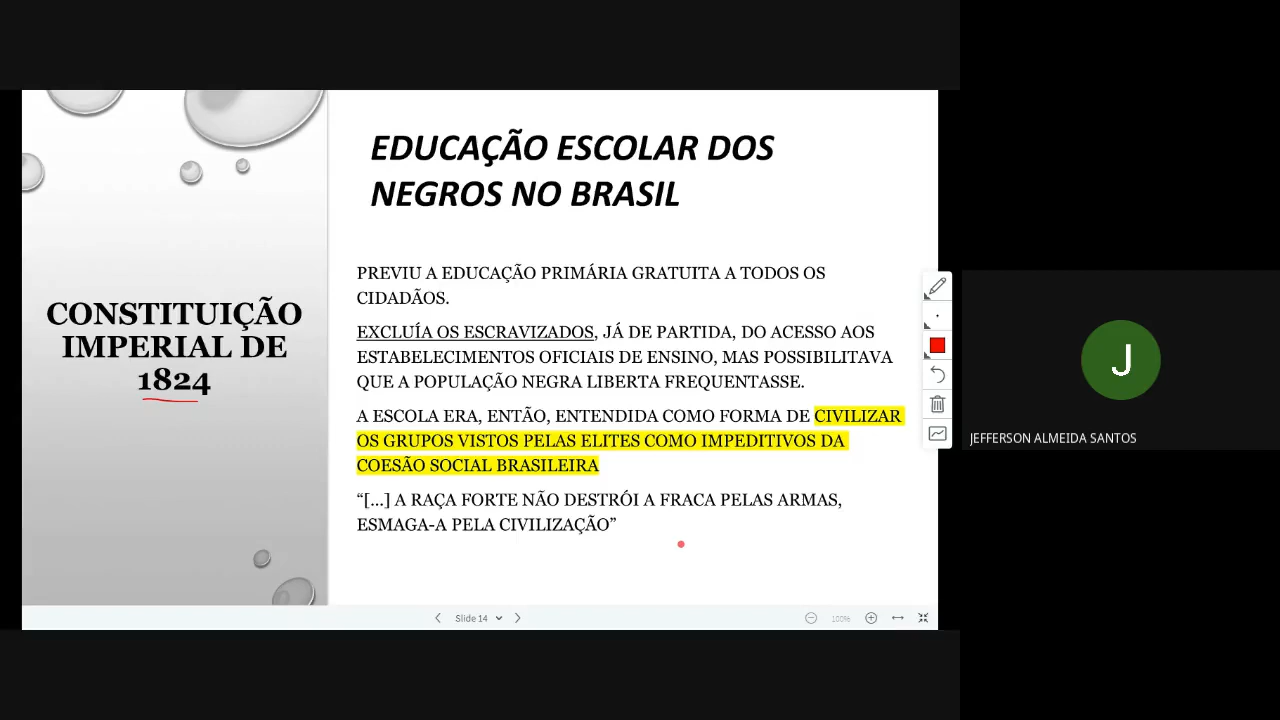 EDUCAÇÃO ESCOLAR DOS
NEGROS NO BRASIL
CONSTITUIÇÃO
IMPERIAL DE
1824
PREVIU A EDUCAÇÃO PRIMÁRIA GRATUITA A TODOS OS
CIDADÃOS.
EXCLUÍA OS ESCRAVIZADOS, JÁ DE PARTIDA, DO ACESSO AOS
ESTABELECIMENTOS OFICIAIS DE ENSINO, MAS POSSIBILITAVA
QUE A POPULAÇÃO NEGRA LIBERTA FREQUENTASSE.
A ESCOLA ERA, ENTÃO, ENTENDIDA COMO FORMA DE CIVILIZAR
OS GRUPOS VISTOS PELAS ELITES COMO IMPEDITIVOS DA
COESÃO SOCIAL BRASILEIRA
“[...] A RAÇA FORTE NÃO DESTRÓI A FRACA PELAS ARMAS,
ESMAGA-A PELA CIVILIZAÇÃO”
J
JEFFERSON ALMEIDA SANTOS
Slide 14
100%